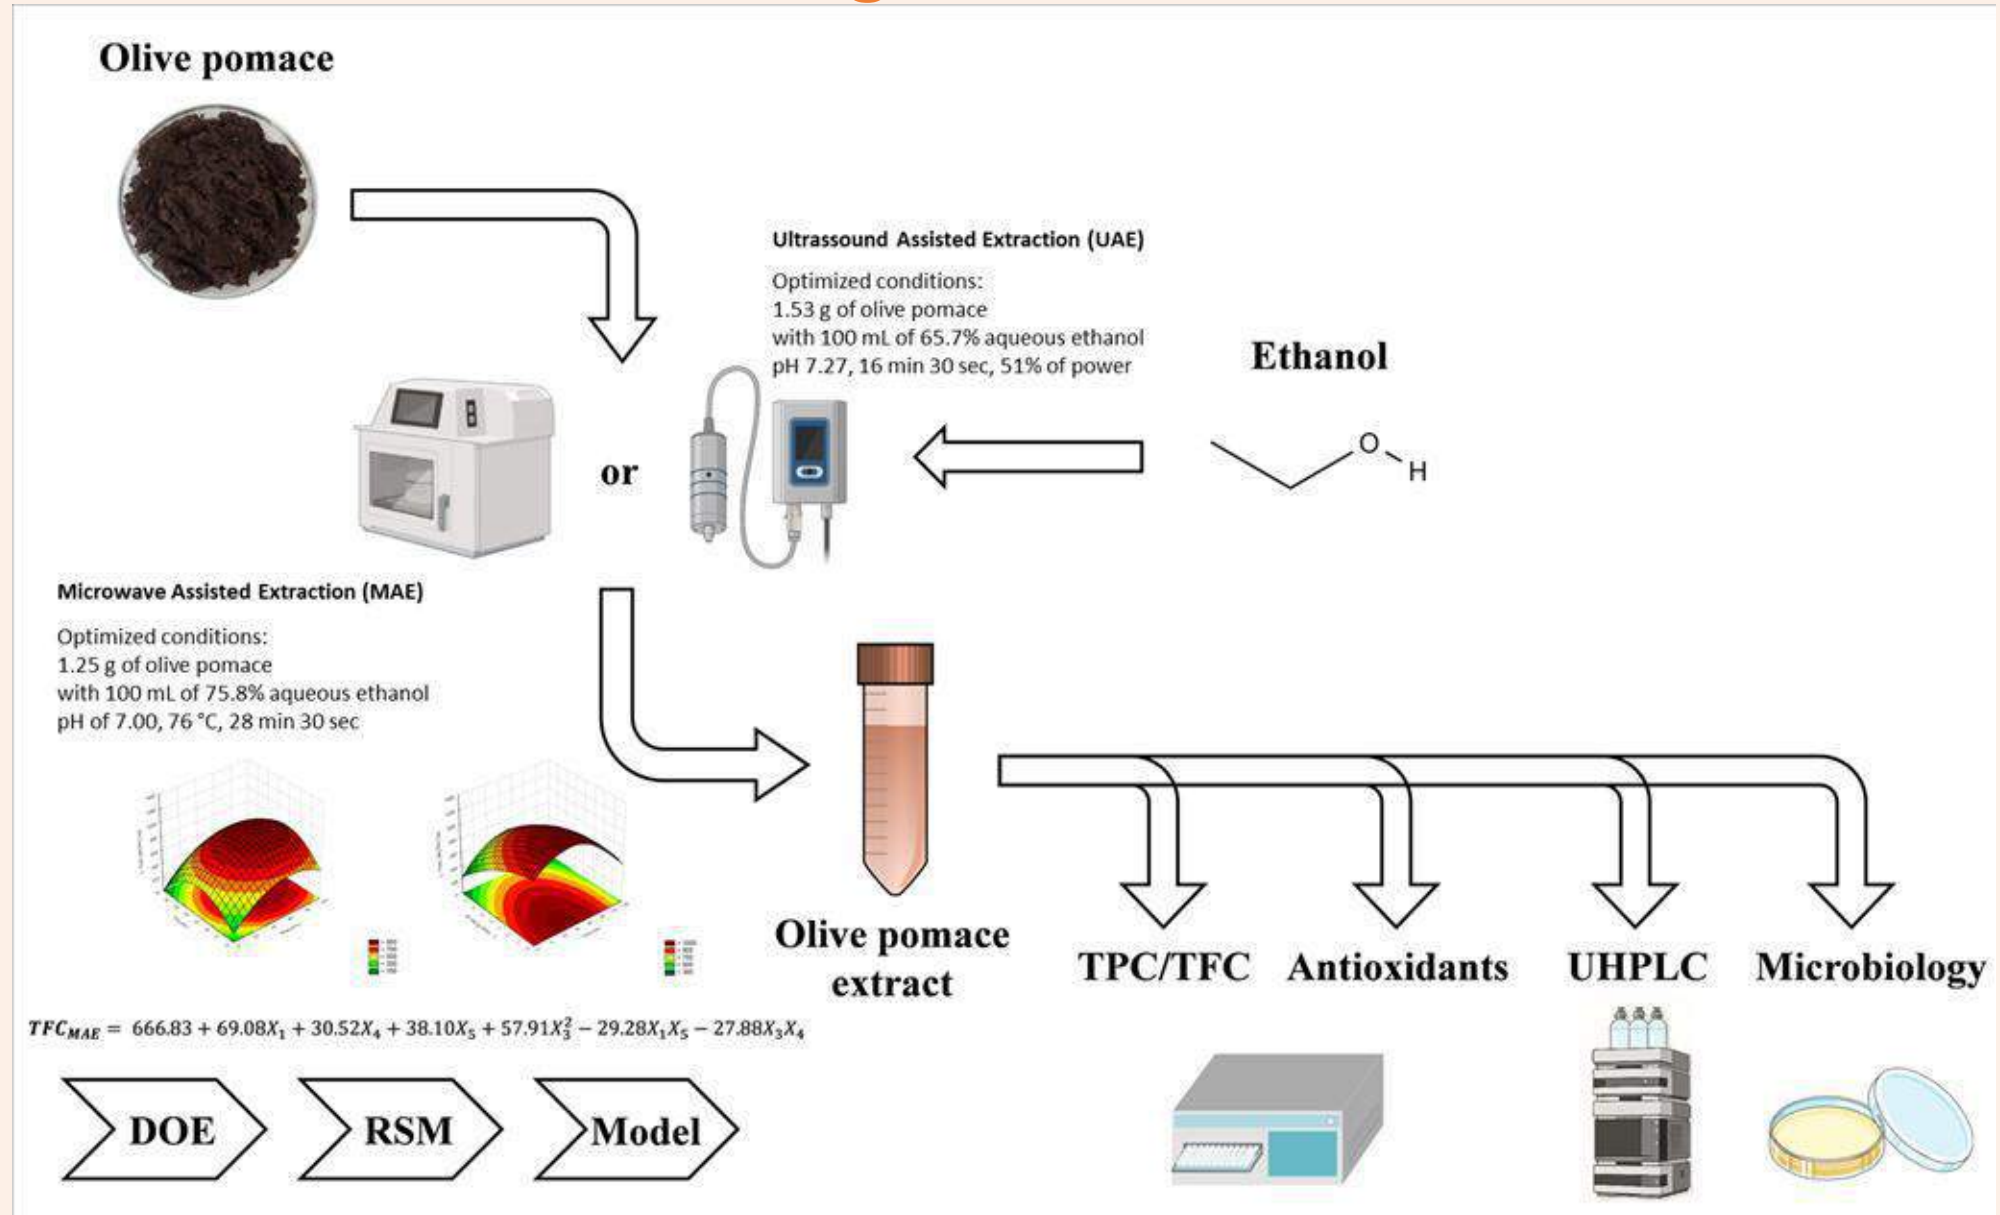 Olive pomace
Ultrassound Assisted Extraction (UAE)
Optimized conditions:
1.53 g of olive pomace
with 100 mL of 65.7% aqueous ethanol
pH 7.27, 16 min 30 sec, 51% of power
Ethanol
O
H
or
Microwave Assisted Extraction (MAE)
Optimized conditions:
1.25 g of olive pomace
with 100 mL of 75.8% aqueous ethanol
pH of 7.00, 76 °C, 28 min 30 sec
Olive pomace
extract
TPC/TFC
Antioxidants
UHPLC
Microbiology
TFC_MAE = 666.83 + 69.08X₁ + 30.52X₄ + 38.10X₅ + 57.91X₃² − 29.28X₁X₅ − 27.88X₃X₄
DOE
RSM
Model